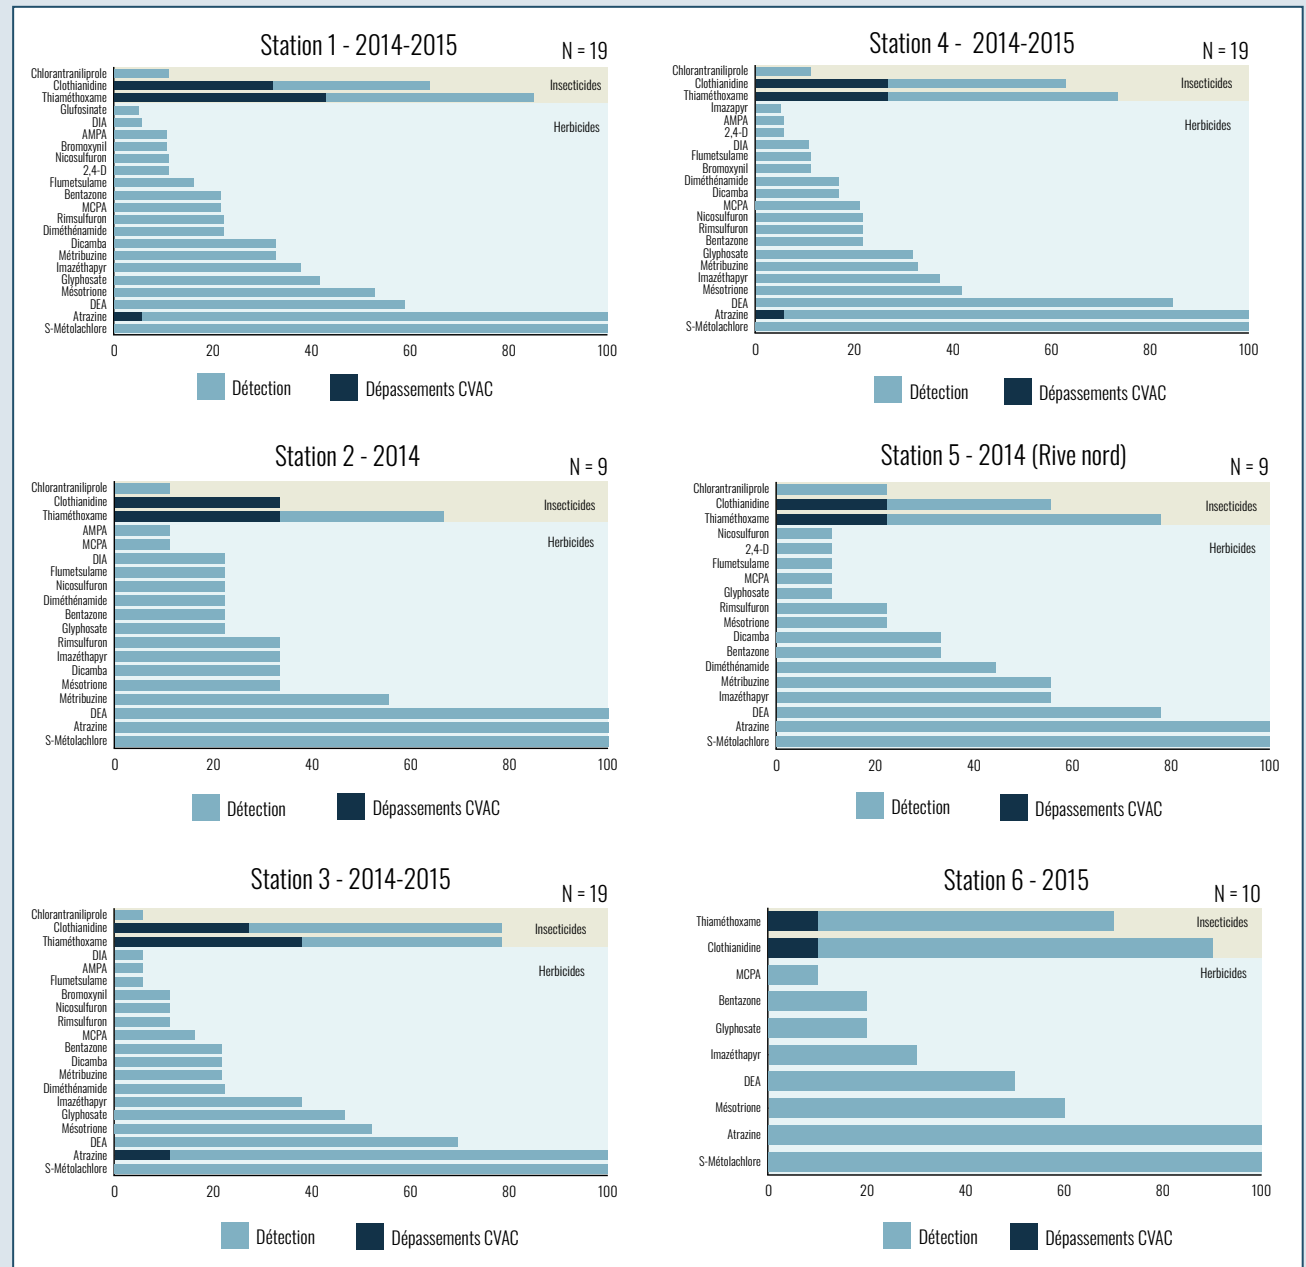 Station 1 - 2014-2015
N = 19
Chlorantraniliprole
Clothianidine
Insecticides
Thiaméthoxame
Glufosinate
DIA
Herbicides
AMPA
Bromoxynil
Nicosulfuron
2,4-D
Flumetsulame
Bentazone
MCPA
Rimsulfuron
Diméthénamide
Dicamba
Métribuzine
Imazéthapyr
Glyphosate
Mésotrione
DEA
Atrazine
S-Métolachlore
0 20 40 60 80 100
Détection Dépassements CVAC
Station 4 - 2014-2015
N = 19
Chlorantraniliprole
Clothianidine
Insecticides
Thiaméthoxame
Imazapyr
AMPA
Herbicides
2,4-D
DIA
Flumetsulame
Bromoxynil
Diméthénamide
Dicamba
MCPA
Nicosulfuron
Rimsulfuron
Bentazone
Glyphosate
Métribuzine
Imazéthapyr
Mésotrione
DEA
Atrazine
S-Métolachlore
0 20 40 60 80 100
Détection Dépassements CVAC
Station 2 - 2014
N = 9
Chlorantraniliprole
Clothianidine
Insecticides
Thiaméthoxame
AMPA
Herbicides
MCPA
DIA
Flumetsulame
Nicosulfuron
Diméthénamide
Bentazone
Glyphosate
Rimsulfuron
Imazéthapyr
Dicamba
Mésotrione
Métribuzine
DEA
Atrazine
S-Métolachlore
0 20 40 60 80 100
Détection Dépassements CVAC
Station 5 - 2014 (Rive nord)
N = 9
Chlorantraniliprole
Clothianidine
Insecticides
Thiaméthoxame
Nicosulfuron
2,4-D
Herbicides
Flumetsulame
MCPA
Glyphosate
Rimsulfuron
Mésotrione
Dicamba
Bentazone
Diméthénamide
Métribuzine
Imazéthapyr
DEA
Atrazine
S-Métolachlore
0 20 40 60 80 100
Détection Dépassements CVAC
Station 3 - 2014-2015
N = 19
Chlorantraniliprole
Clothianidine
Insecticides
Thiaméthoxame
DIA
AMPA
Herbicides
Flumetsulame
Bromoxynil
Nicosulfuron
Rimsulfuron
MCPA
Bentazone
Dicamba
Métribuzine
Diméthénamide
Imazéthapyr
Glyphosate
Mésotrione
DEA
Atrazine
S-Métolachlore
0 20 40 60 80 100
Détection Dépassements CVAC
Station 6 - 2015
N = 10
Thiaméthoxame
Insecticides
Clothianidine
MCPA
Herbicides
Bentazone
Glyphosate
Imazéthapyr
DEA
Mésotrione
Atrazine
S-Métolachlore
0 20 40 60 80 100
Détection Dépassements CVAC